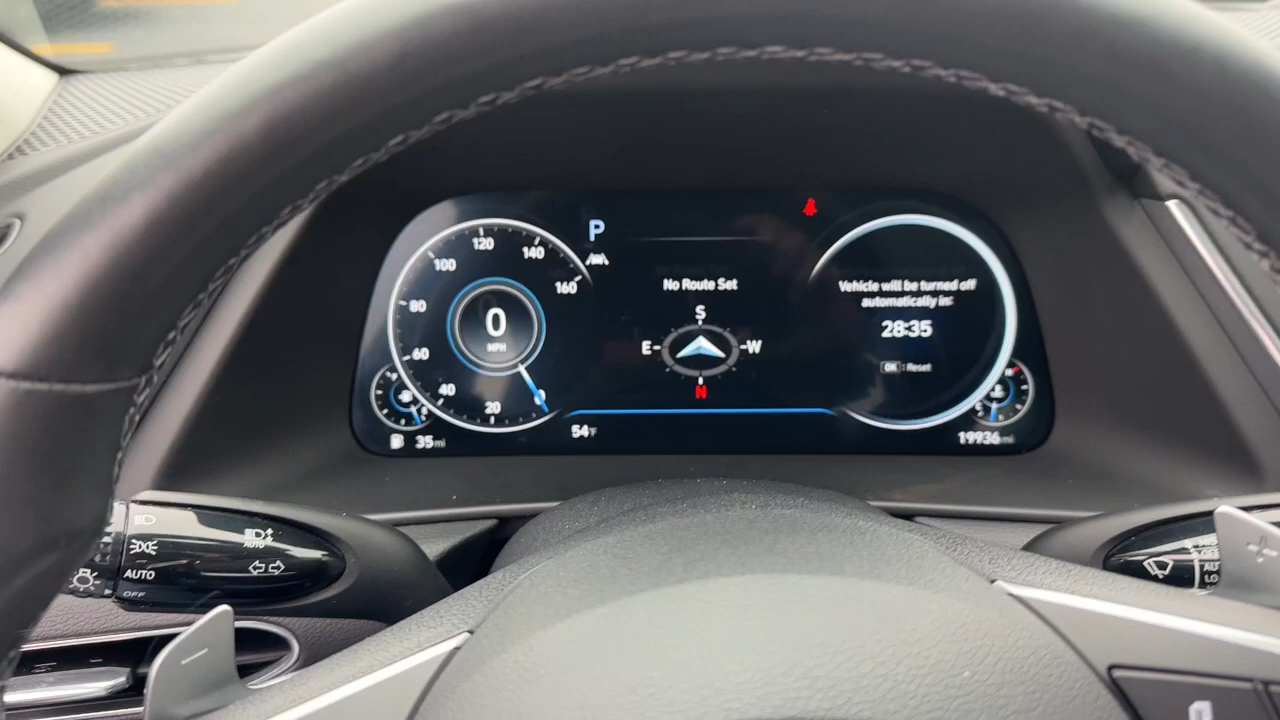 P
120
140
100
160
80
0
MPH
60
40
20
0
35mi
54°F
No Route Set
S
E
W
N
Vehicle will be turned off
automatically in:
28:35
OK : Reset
19936mi
AUTO
AUTO
OFF